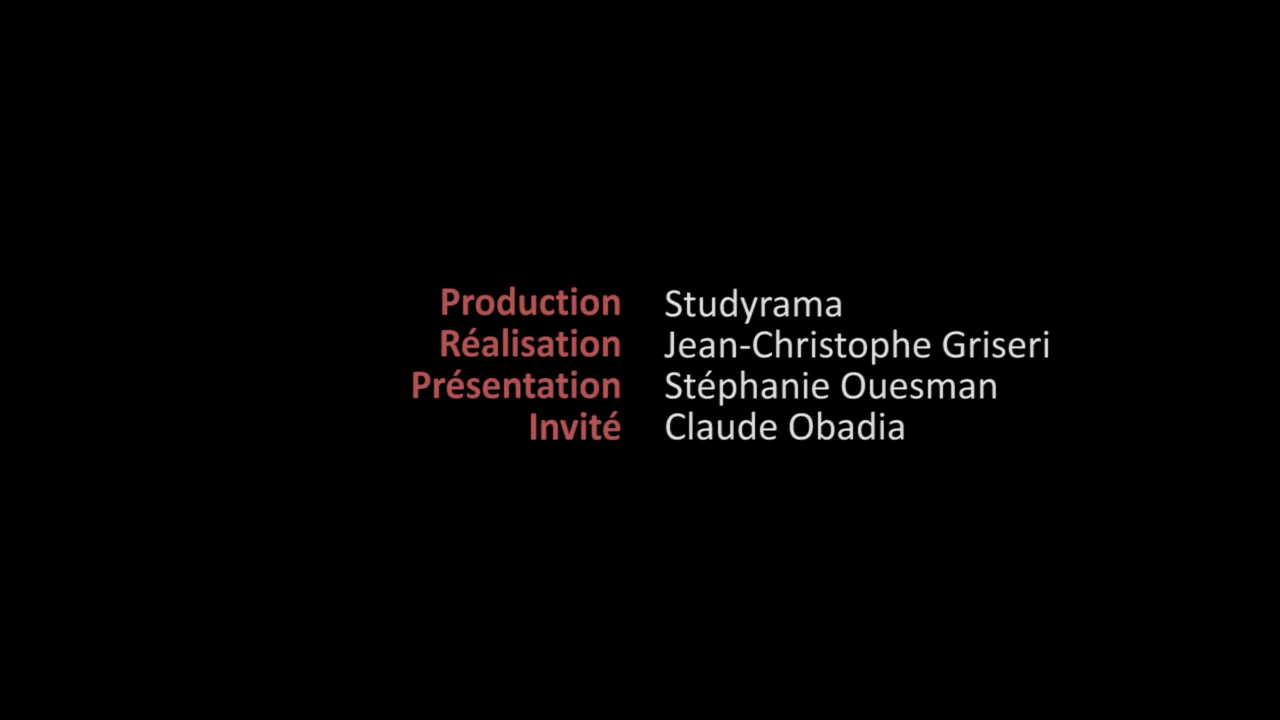 Production Studyrama
Réalisation Jean-Christophe Griseri
Présentation Stéphanie Ouesman
Invité Claude Obadia